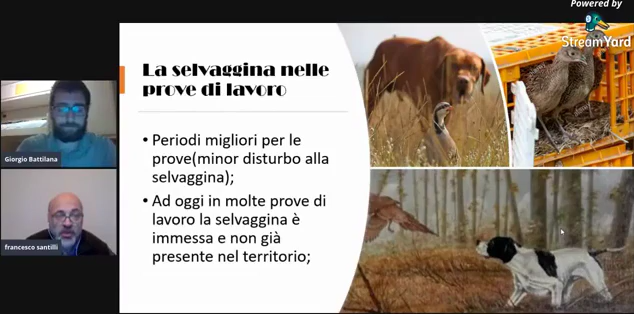 Powered by
StreamYard
La selvaggina nelle
prove di lavoro
• Periodi migliori per le
prove(minor disturbo alla
selvaggina);
• Ad oggi in molte prove di
lavoro la selvaggina è
immessa e non già
presente nel territorio;
Giorgio Battilana
francesco santilli